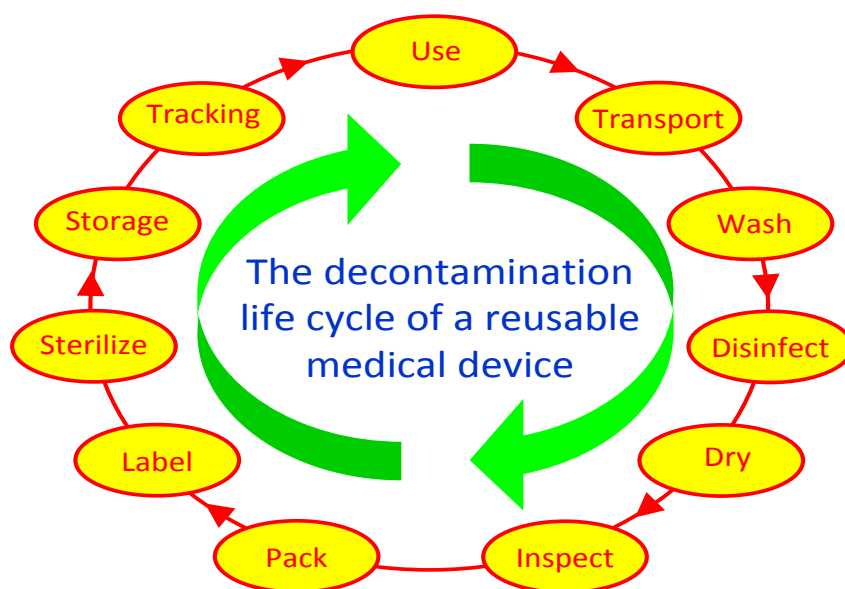 Use
Transport
Wash
Disinfect
Dry
Inspect
Pack
Label
Sterilize
Storage
Tracking
The decontamination
life cycle of a reusable
medical device